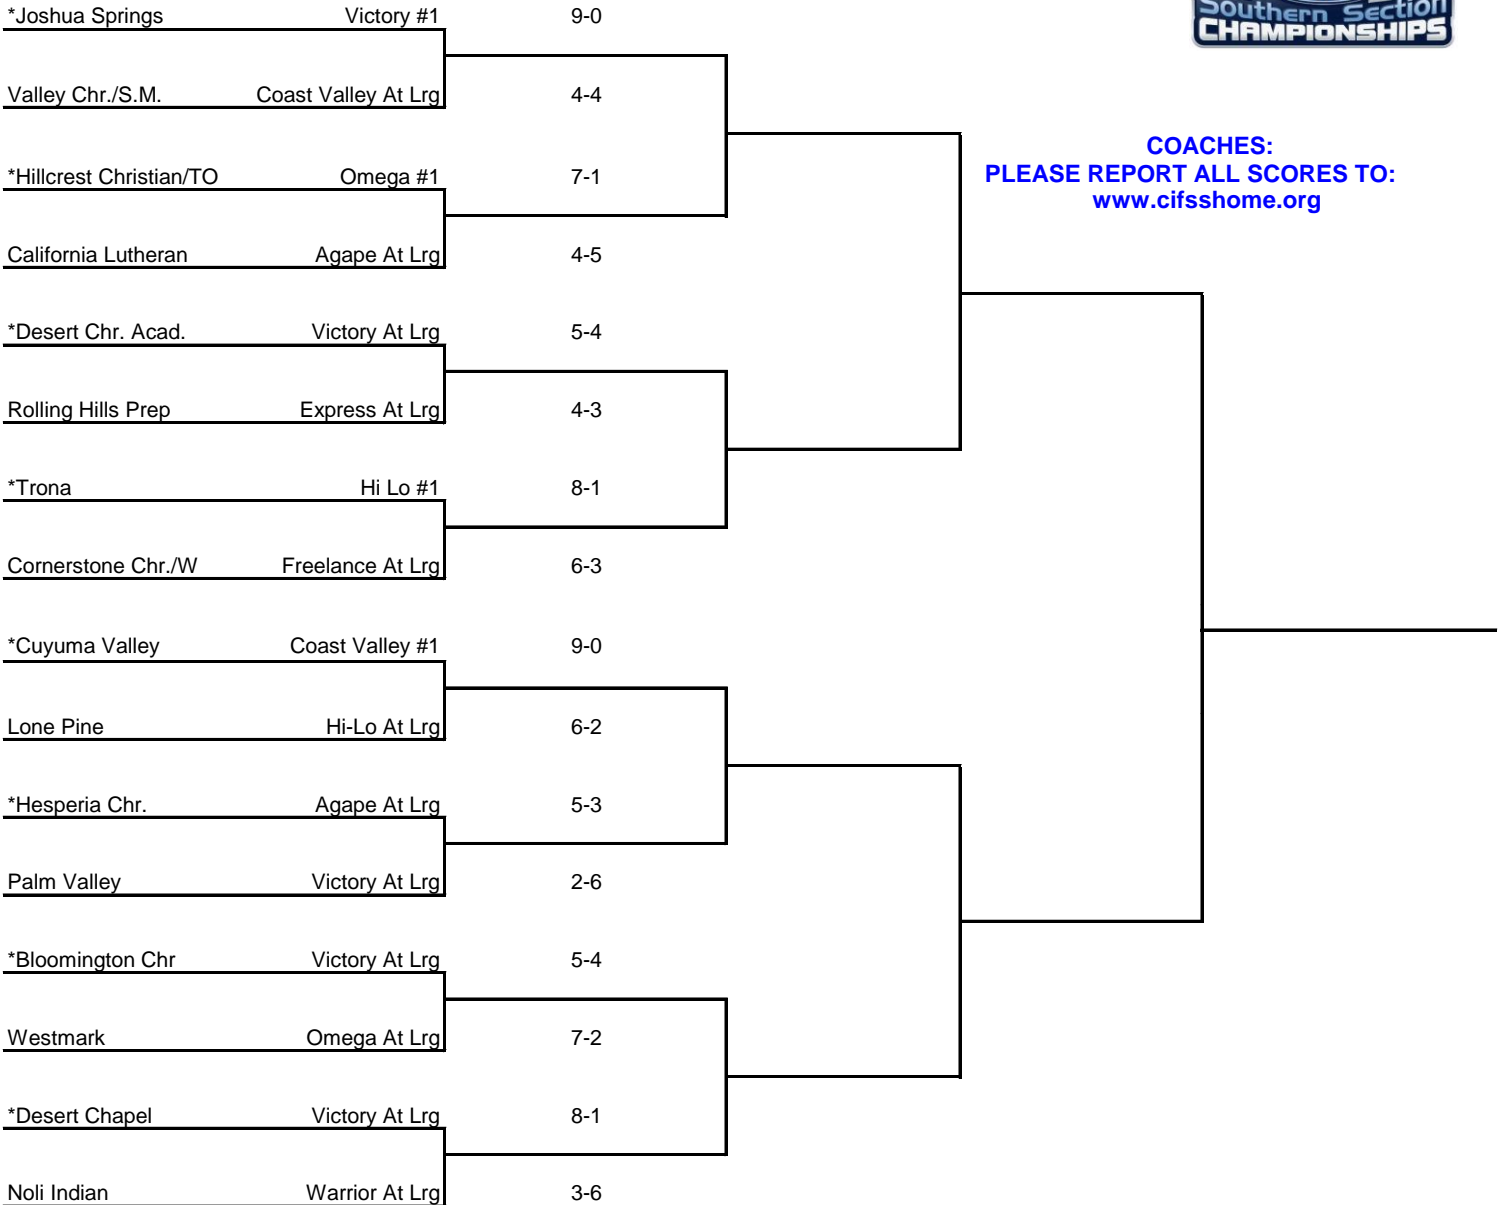 *Joshua Springs Victory #1 9-0
Southern Section
CHAMPIONSHIPS
Valley Chr./S.M. Coast Valley At Lrg 4-4
COACHES:
PLEASE REPORT ALL SCORES TO:
www.cifsshome.org
*Hillcrest Christian/TO Omega #1 7-1
California Lutheran Agape At Lrg 4-5
*Desert Chr. Acad. Victory At Lrg 5-4
Rolling Hills Prep Express At Lrg 4-3
*Trona Hi Lo #1 8-1
Cornerstone Chr./W Freelance At Lrg 6-3
*Cuyuma Valley Coast Valley #1 9-0
Lone Pine Hi-Lo At Lrg 6-2
*Hesperia Chr. Agape At Lrg 5-3
Palm Valley Victory At Lrg 2-6
*Bloomington Chr Victory At Lrg 5-4
Westmark Omega At Lrg 7-2
*Desert Chapel Victory At Lrg 8-1
Noli Indian Warrior At Lrg 3-6